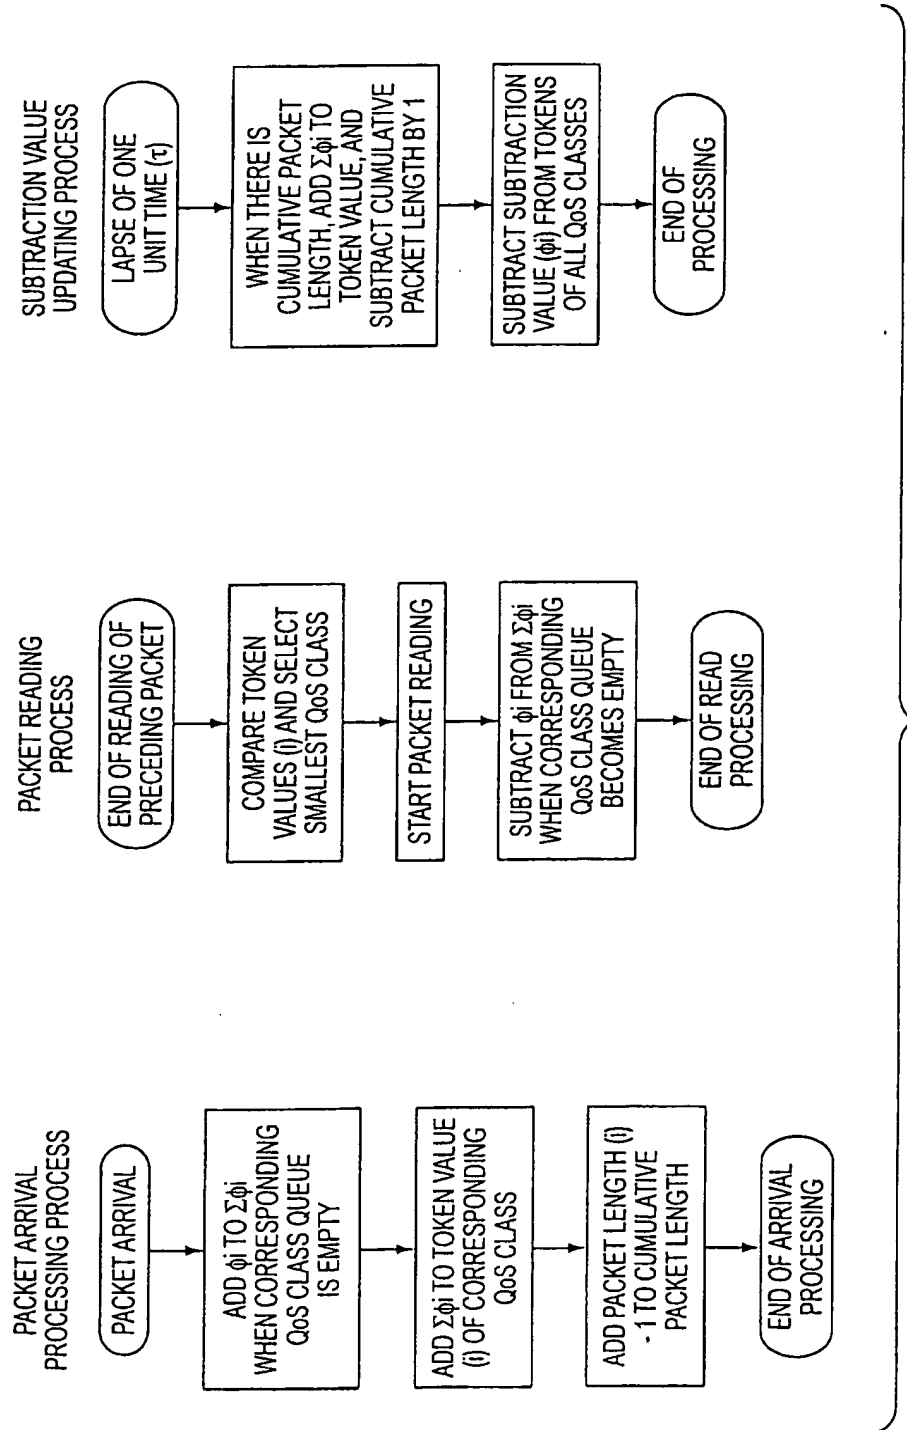 PACKET ARRIVAL
PROCESSING PROCESS
PACKET ARRIVAL
ADD ϕi TO Σϕi
WHEN CORRESPONDING
QoS CLASS QUEUE
IS EMPTY
ADD Σϕi TO TOKEN VALUE
(i) OF CORRESPONDING
QoS CLASS
ADD PACKET LENGTH (i)
- 1 TO CUMULATIVE
PACKET LENGTH
END OF ARRIVAL
PROCESSING
PACKET READING
PROCESS
END OF READING OF
PRECEDING PACKET
COMPARE TOKEN
VALUES (i) AND SELECT
SMALLEST QoS CLASS
START PACKET READING
SUBTRACT ϕi FROM Σϕi
WHEN CORRESPONDING
QoS CLASS QUEUE
BECOMES EMPTY
END OF READ
PROCESSING
SUBTRACTION VALUE
UPDATING PROCESS
LAPSE OF ONE
UNIT TIME (τ)
WHEN THERE IS
CUMULATIVE PACKET
LENGTH, ADD Σϕi TO
TOKEN VALUE, AND
SUBTRACT CUMULATIVE
PACKET LENGTH BY 1
SUBTRACT SUBTRACTION
VALUE (ϕi) FROM TOKENS
OF ALL QoS CLASSES
END OF
PROCESSING